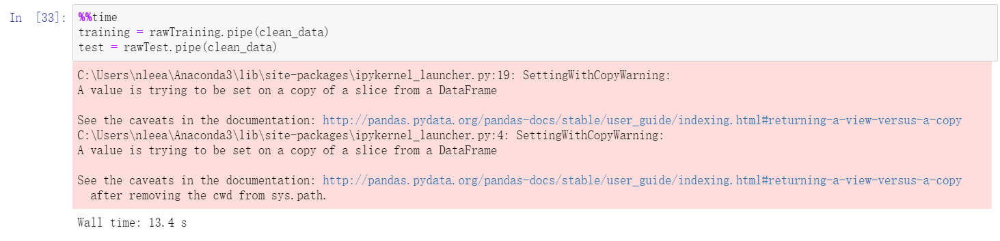 In [33]: %%time
training = rawTraining.pipe(clean_data)
test = rawTest.pipe(clean_data)
C:\Users\nleea\Anaconda3\lib\site-packages\ipykernel_launcher.py:19: SettingWithCopyWarning:
A value is trying to be set on a copy of a slice from a DataFrame
See the caveats in the documentation: http://pandas.pydata.org/pandas-docs/stable/user_guide/indexing.html#returning-a-view-versus-a-copy
C:\Users\nleea\Anaconda3\lib\site-packages\ipykernel_launcher.py:4: SettingWithCopyWarning:
A value is trying to be set on a copy of a slice from a DataFrame
See the caveats in the documentation: http://pandas.pydata.org/pandas-docs/stable/user_guide/indexing.html#returning-a-view-versus-a-copy
after removing the cwd from sys.path.
Wall time: 13.4 s